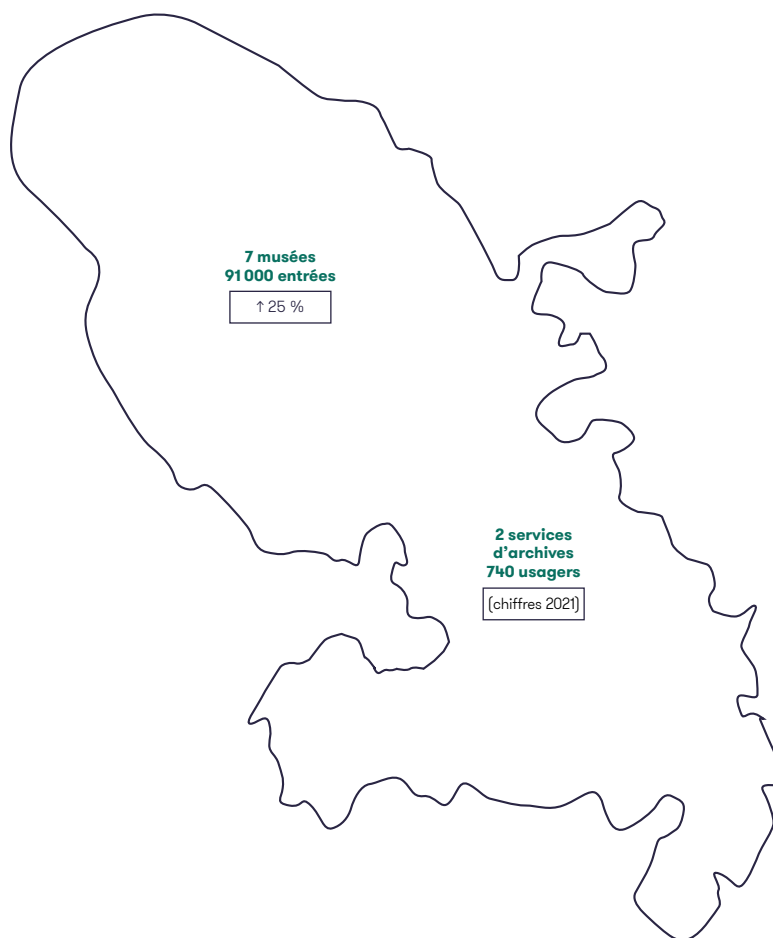 7 musées
91 000 entrées
↑ 25 %
2 services
d’archives
740 usagers
(chiffres 2021)